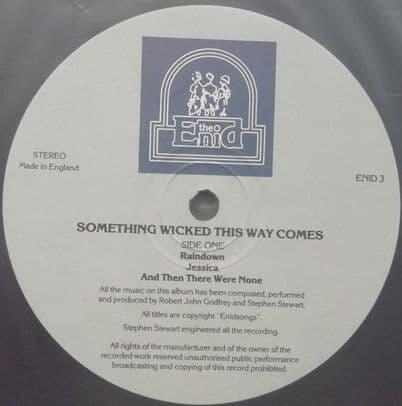 the
Enid
STEREO
Made in England
ENID 3
SOMETHING WICKED THIS WAY COMES
SIDE ONE
Raindown
Jessica
And Then There Were None
All the music on this album has been composed, performed
and produced by Robert John Godfrey and Stephen Stewart.
All titles are copyright "Enidsongs".
Stephen Stewart engineered all the recording.
All rights of the manufacturer and of the owner of the
recorded work reserved unauthorised public performance
broadcasting and copying of this record prohibited.